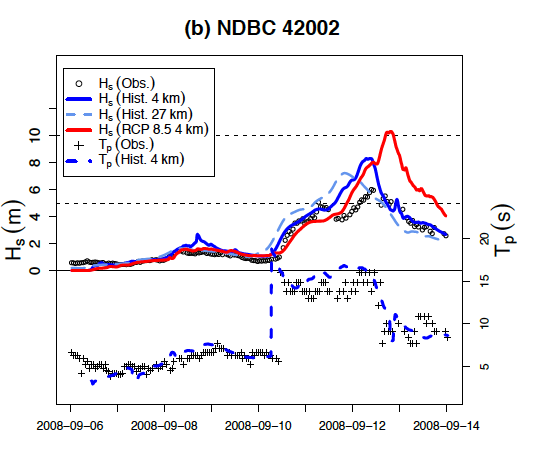 (b) NDBC 42002
Hs (Obs.)
Hs (Hist. 4 km)
Hs (Hist. 27 km)
Hs (RCP 8.5 4 km)
Tp (Obs.)
Tp (Hist. 4 km)
Hs (m)
0 2 4 6 8 10
Tp (s)
5 10 15 20
2008−09−06 2008−09−08 2008−09−10 2008−09−12 2008−09−14